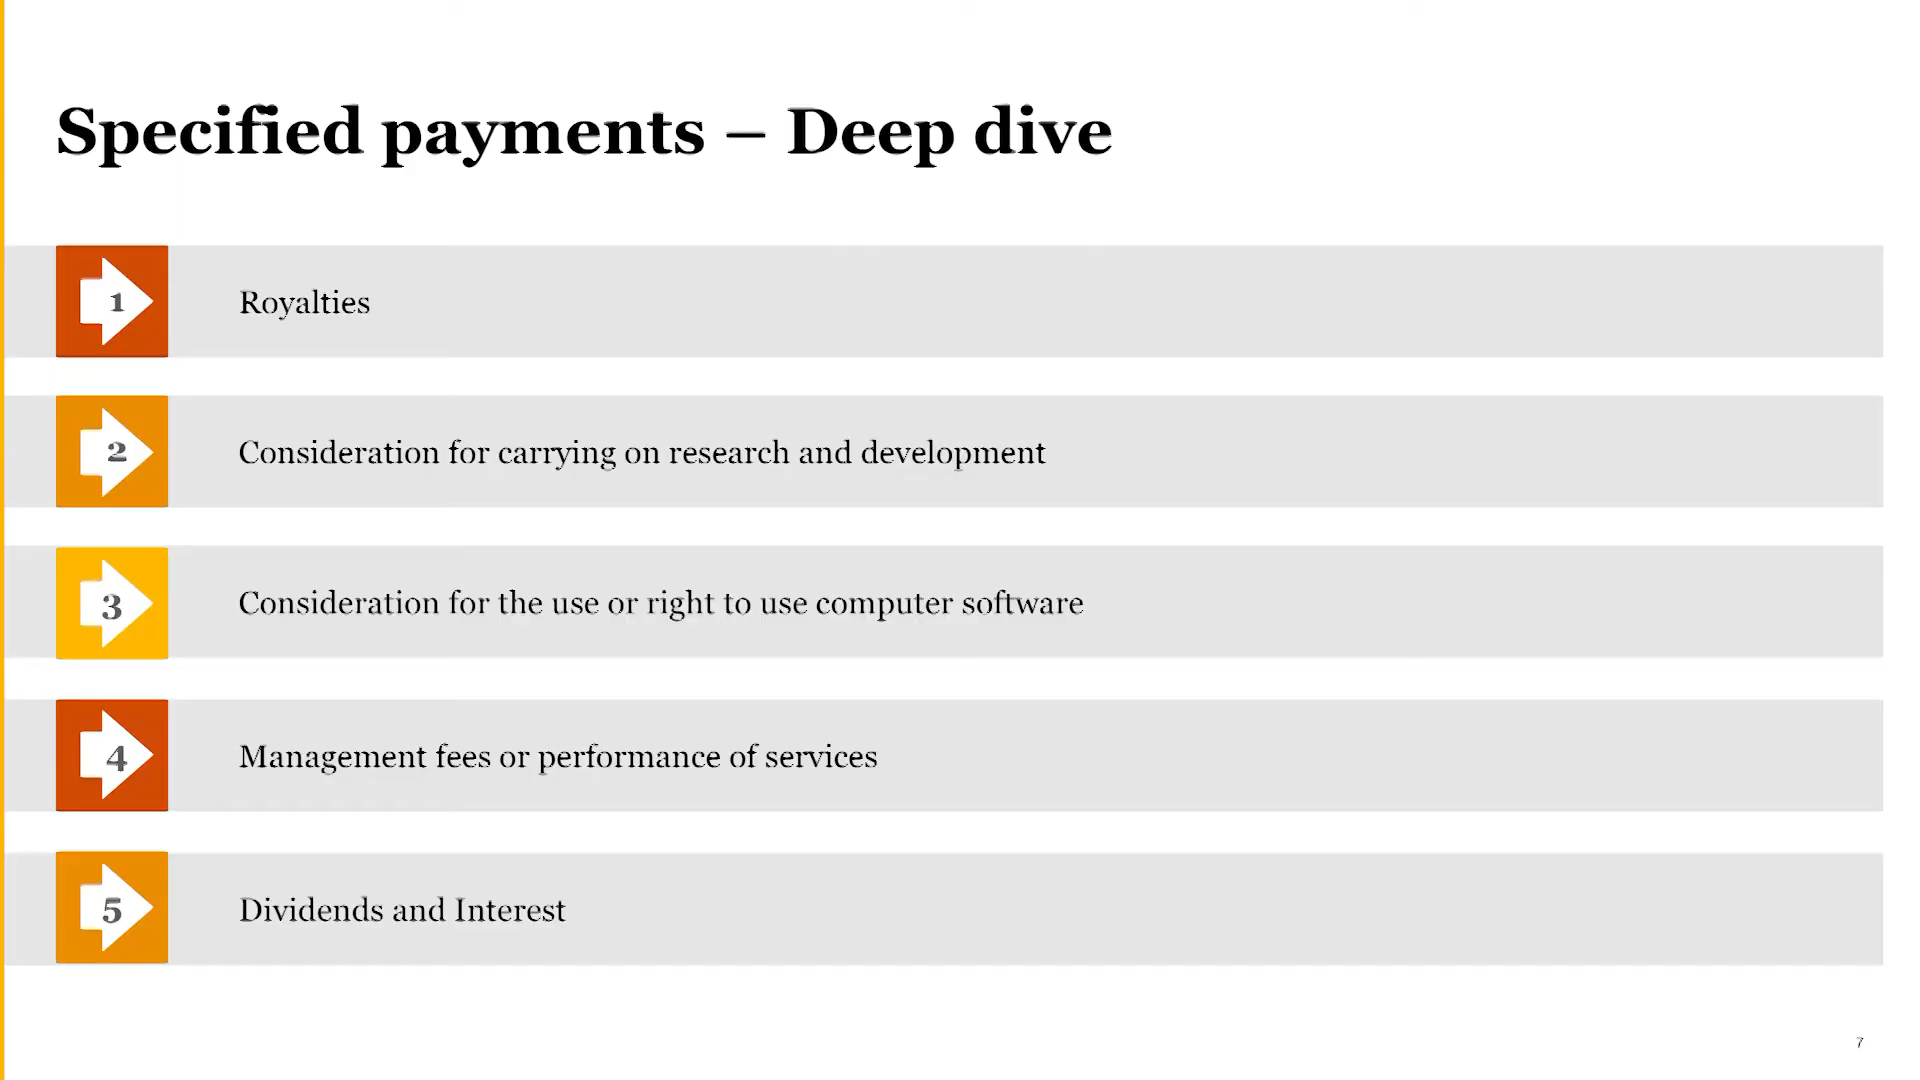 Specified payments – Deep dive
1
Royalties
2
Consideration for carrying on research and development
3
Consideration for the use or right to use computer software
4
Management fees or performance of services
5
Dividends and Interest
7